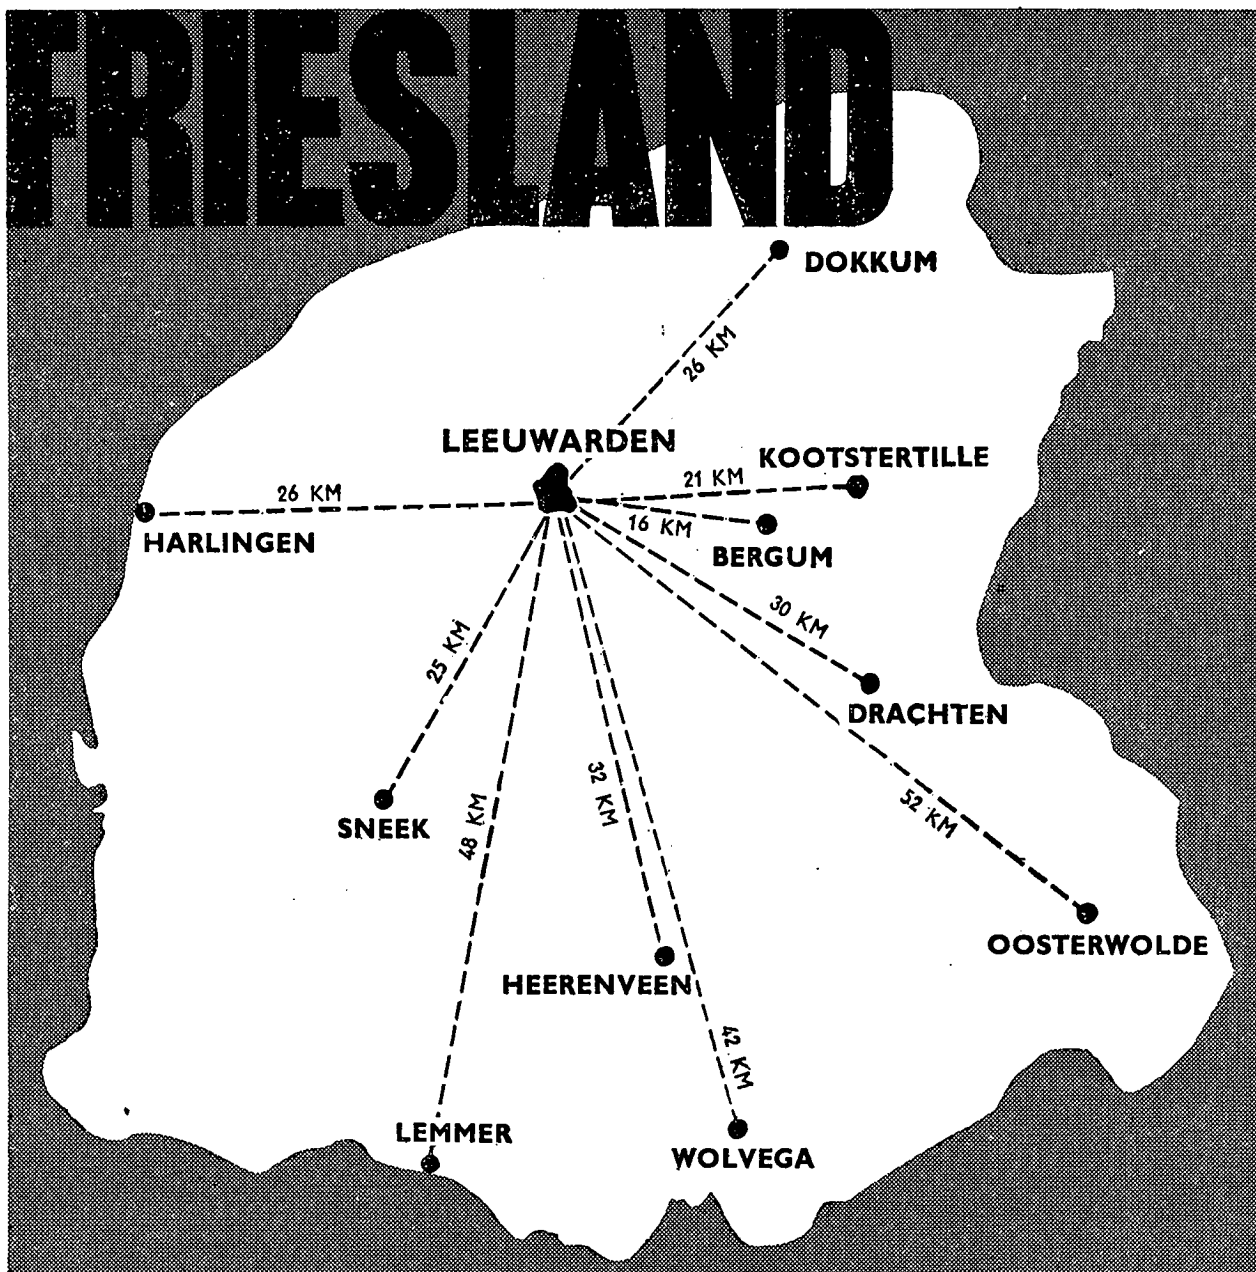 FRIESLAND
DOKKUM
26 KM
LEEUWARDEN
KOOTSTERTILLE
21 KM
26 KM
16 KM
HARLINGEN
BERGUM
30 KM
25 KM
DRACHTEN
32 KM
52 KM
48 KM
SNEEK
OOSTERWOLDE
HEERENVEEN
42 KM
LEMMER
WOLVEGA